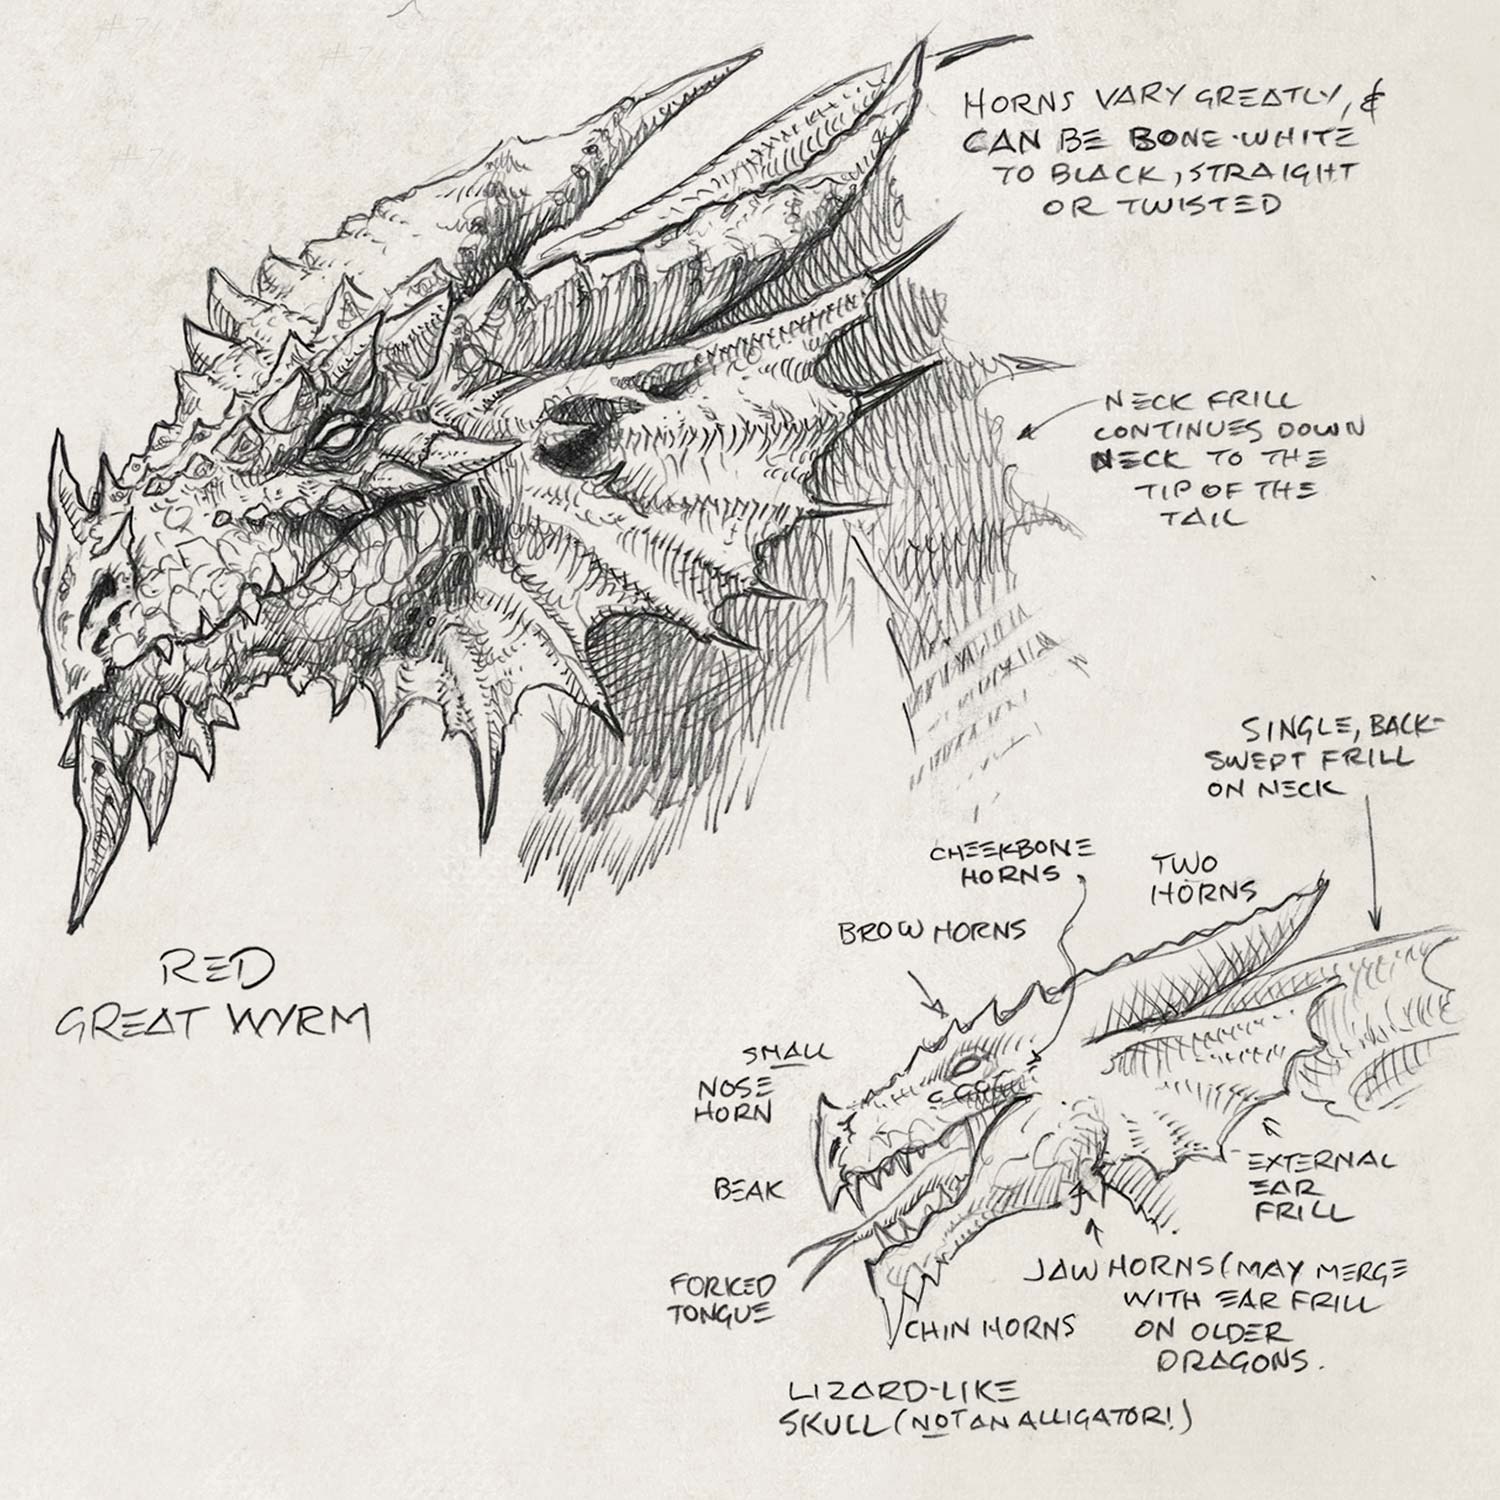 HORNS VARY GREATLY, &
CAN BE BONE-WHITE
TO BLACK, STRAIGHT
OR TWISTED
NECK FRILL
CONTINUES DOWN
NECK TO THE
TIP OF THE
TAIL
RED
GREAT WYRM
SINGLE, BACK-
SWEPT FRILL
ON NECK
CHEEKBONE
HORNS
TWO
HORNS
BROW HORNS
SMALL
NOSE
HORN
BEAK
FORKED
TONGUE
EXTERNAL
EAR
FRILL
JAW HORNS (MAY MERGE
WITH EAR FRILL
ON OLDER
DRAGONS.
CHIN HORNS
LIZARD-LIKE
SKULL (NOT AN ALLIGATOR!)